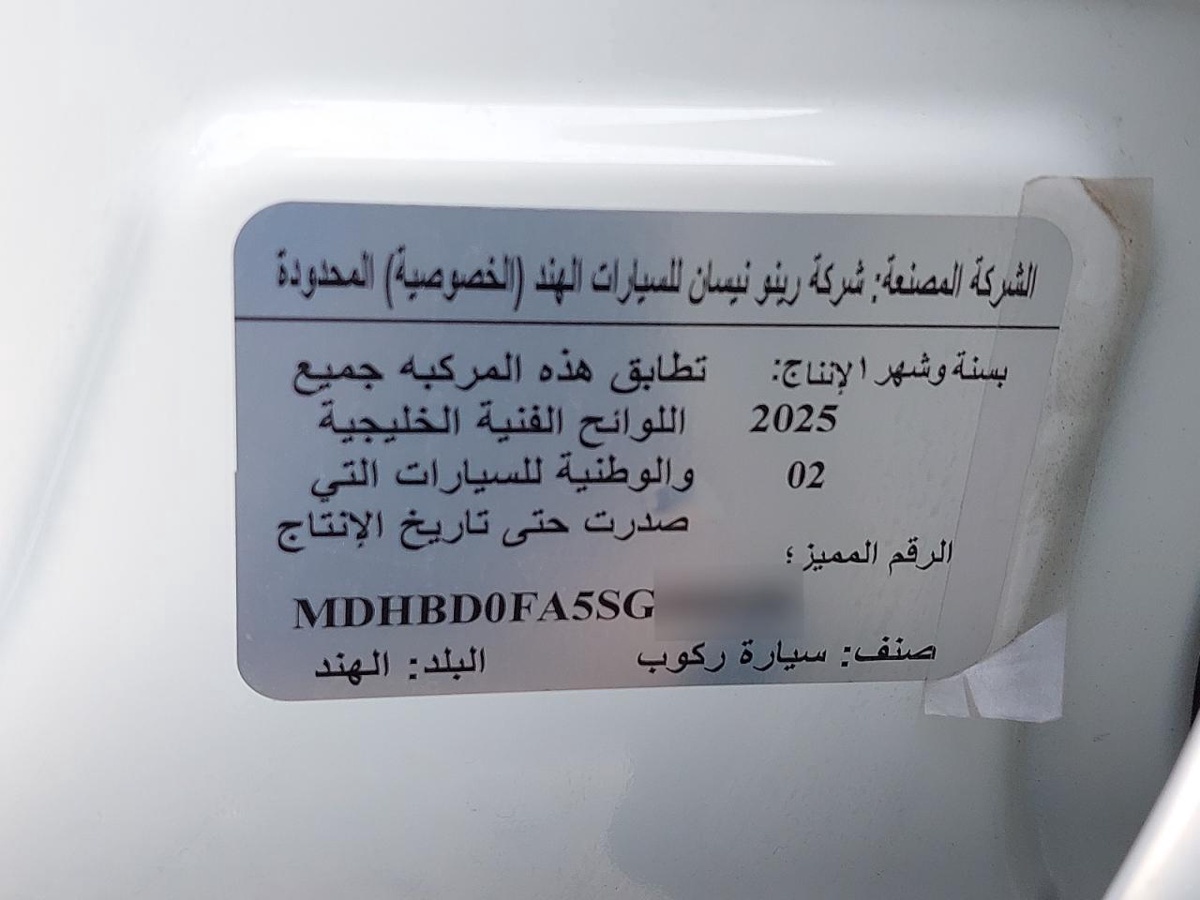 الشركة المصنعة: شركة رينو نيسان للسيارات الهند (الخصوصية) المحدودة
بسنة وشهر الإنتاج:
2025
02
تطابق هذه المركبه جميع
اللوائح الفنية الخليجية
والوطنية للسيارات التي
صدرت حتى تاريخ الإنتاج
الرقم المميز؛
MDHBD0FA5SG
صنف: سيارة ركوب
البلد: الهند